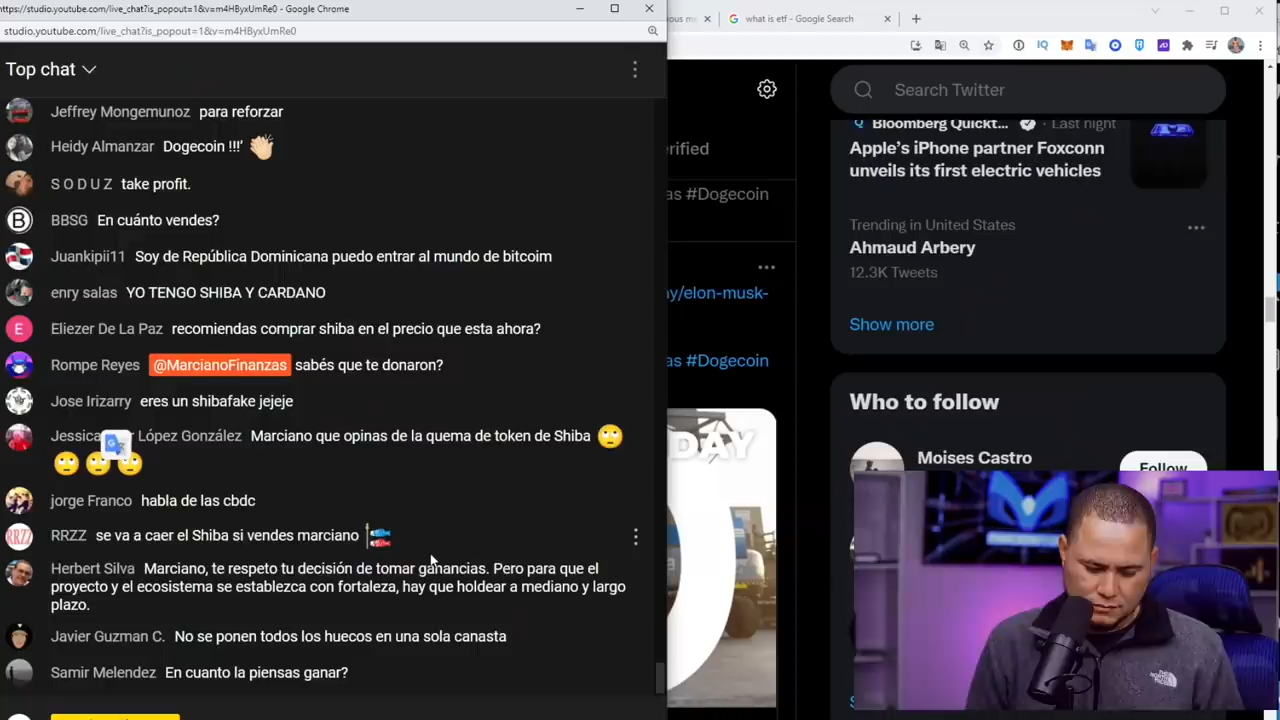 https://studio.youtube.com/live_chat?is_popout=1&v=m4HByxUmRe0 - Google Chrome
studio.youtube.com/live_chat?is_popout=1&v=m4HByxUmRe0
Top chat
Jeffrey Mongemunoz para reforzar
Heidy Almanzar Dogecoin !!!'
S O D U Z take profit.
BBSG En cuánto vendes?
Juankipii11 Soy de República Dominicana puedo entrar al mundo de bitcoim
enry salas YO TENGO SHIBA Y CARDANO
E
Eliezer De La Paz recomiendas comprar shiba en el precio que esta ahora?
Rompe Reyes @MarcianoFinanzas sabés que te donaron?
Jose Irizarry eres un shibafake jejeje
Jessica López González Marciano que opinas de la quema de token de Shiba
jorge Franco habla de las cbdc
RRZZ se va a caer el Shiba si vendes marciano
Herbert Silva Marciano, te respeto tu decisión de tomar gahancias. Pero para que el
proyecto y el ecosistema se establezca con fortaleza, hay que holdear a mediano y largo
plazo.
Javier Guzman C. No se ponen todos los huecos en una sola canasta
Samir Melendez En cuanto la piensas ganar?
what is etf - Google Search
erified
as #Dogecoin
y/elon-musk-
as #Dogecoin
DAY
Search Twitter
Bloomberg Quickt... · Last night
Apple's iPhone partner Foxconn
unveils its first electric vehicles
Trending in United States
Ahmaud Arbery
12.3K Tweets
Show more
Who to follow
Moises Castro
Follow